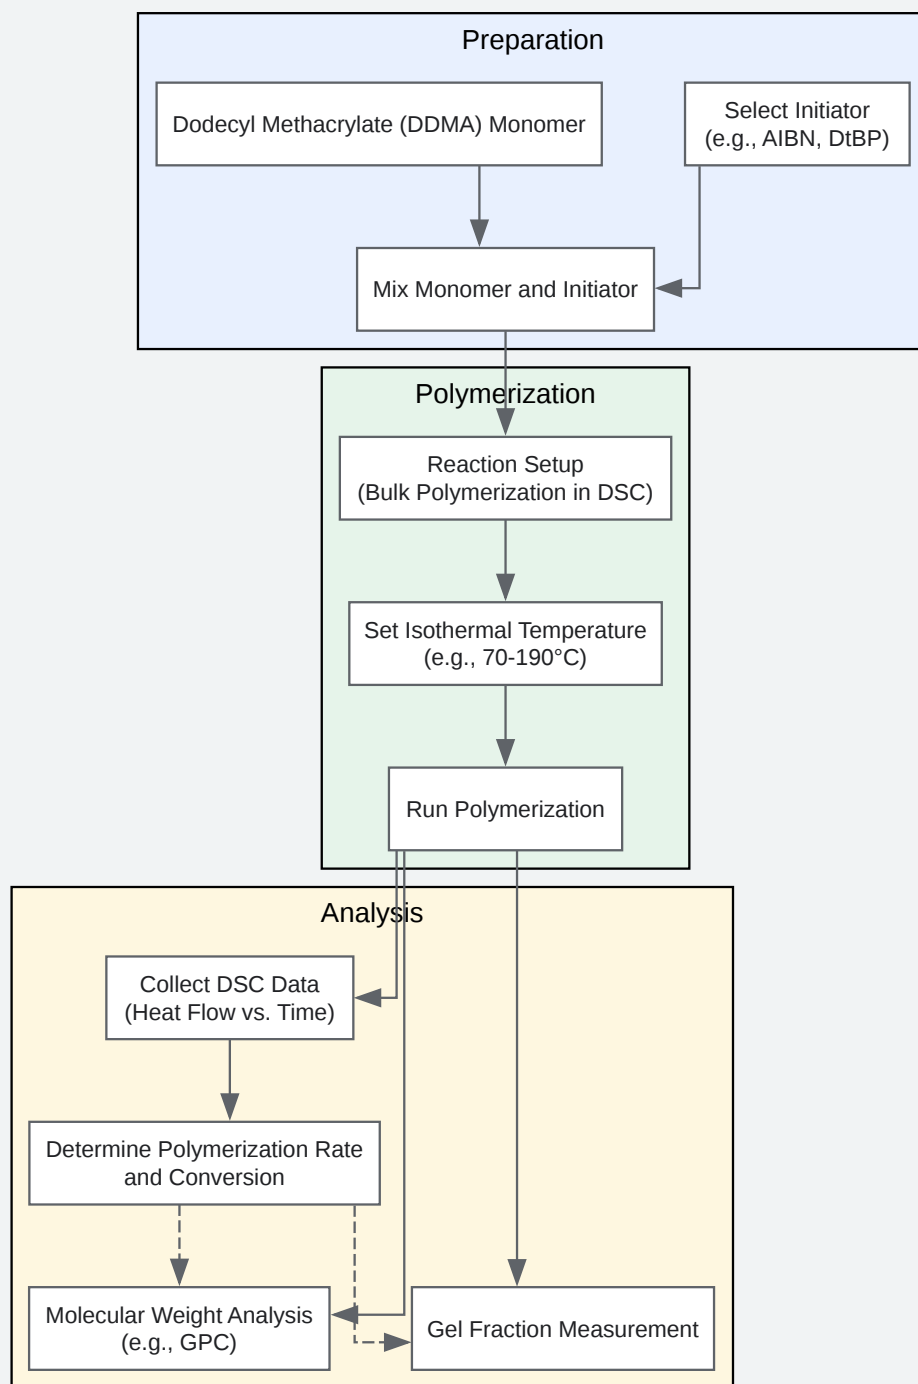 Preparation
Dodecyl Methacrylate (DDMA) Monomer
Select Initiator
(e.g., AIBN, DtBP)
Mix Monomer and Initiator
Polymerization
Reaction Setup
(Bulk Polymerization in DSC)
Set Isothermal Temperature
(e.g., 70-190°C)
Run Polymerization
Analysis
Collect DSC Data
(Heat Flow vs. Time)
Determine Polymerization Rate
and Conversion
Molecular Weight Analysis
(e.g., GPC)
Gel Fraction Measurement